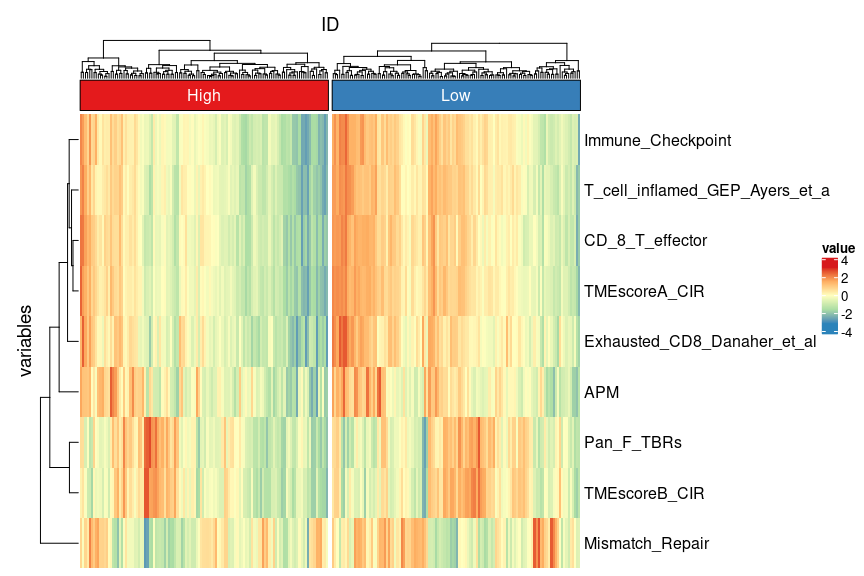 ID
High
Low
Immune_Checkpoint
T_cell_inflamed_GEP_Ayers_et_a
CD_8_T_effector
TMEscoreA_CIR
Exhausted_CD8_Danaher_et_al
APM
Pan_F_TBRs
TMEscoreB_CIR
Mismatch_Repair
variables
value
4
2
0
-2
-4